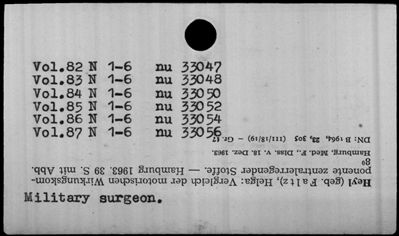 Vol.82 N 1-6 nu 33047
Vol.83 N 1-6 nu 33048
Vol.84 N 1-6 nu 33050
Vol.85 N 1-6 nu 33052
Vol.86 N 1-6 nu 33054
Vol.87 N 1-6 nu 33056
Military surgeon.
Heyl (geb. Faltz), Helga: Vergleich der motorischen Wirkungskom-
ponente zentralerregender Stoffe. — Hamburg 1963. 39 S. mit Abb.
8°
Hamburg, Med. F., Diss. v. 18. Dez. 1963.
DN: B 1964, 23, 305 (111/18/19) – Gr. 17